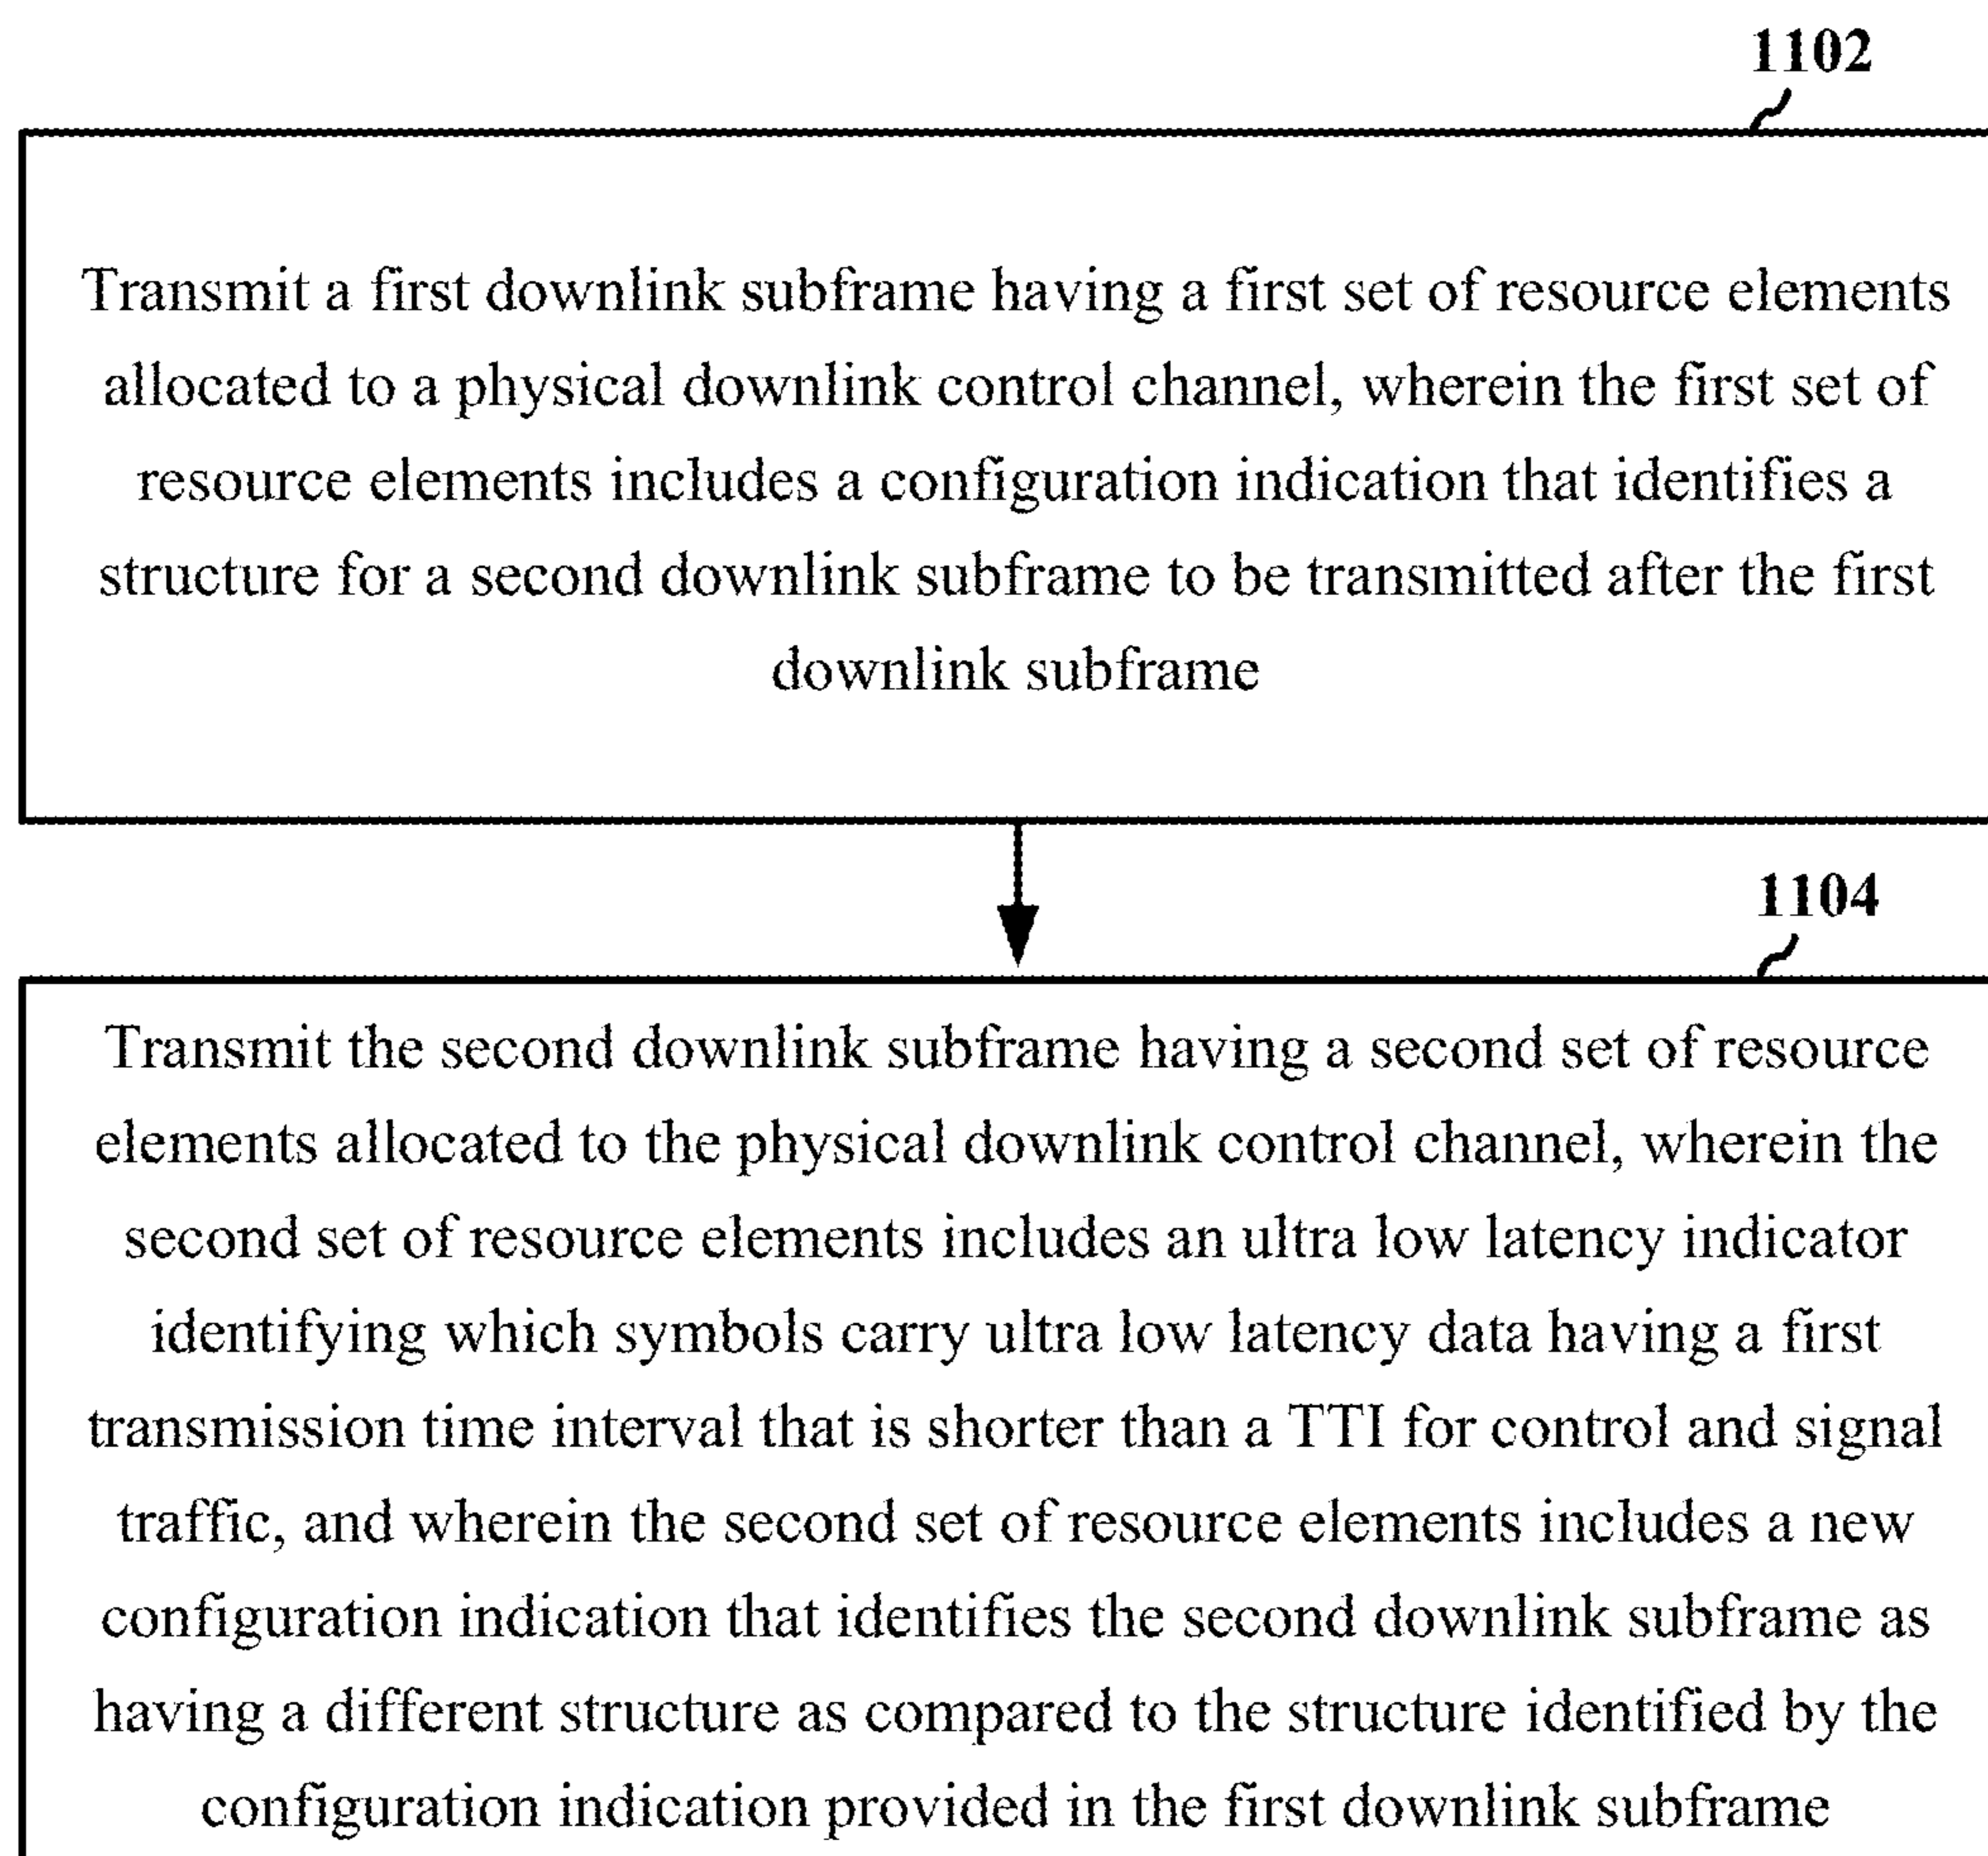 1102
Transmit a first downlink subframe having a first set of resource elements
allocated to a physical downlink control channel, wherein the first set of
resource elements includes a configuration indication that identifies a
structure for a second downlink subframe to be transmitted after the first
downlink subframe
1104
Transmit the second downlink subframe having a second set of resource
elements allocated to the physical downlink control channel, wherein the
second set of resource elements includes an ultra low latency indicator
identifying which symbols carry ultra low latency data having a first
transmission time interval that is shorter than a TTI for control and signal
traffic, and wherein the second set of resource elements includes a new
configuration indication that identifies the second downlink subframe as
having a different structure as compared to the structure identified by the
configuration indication provided in the first downlink subframe